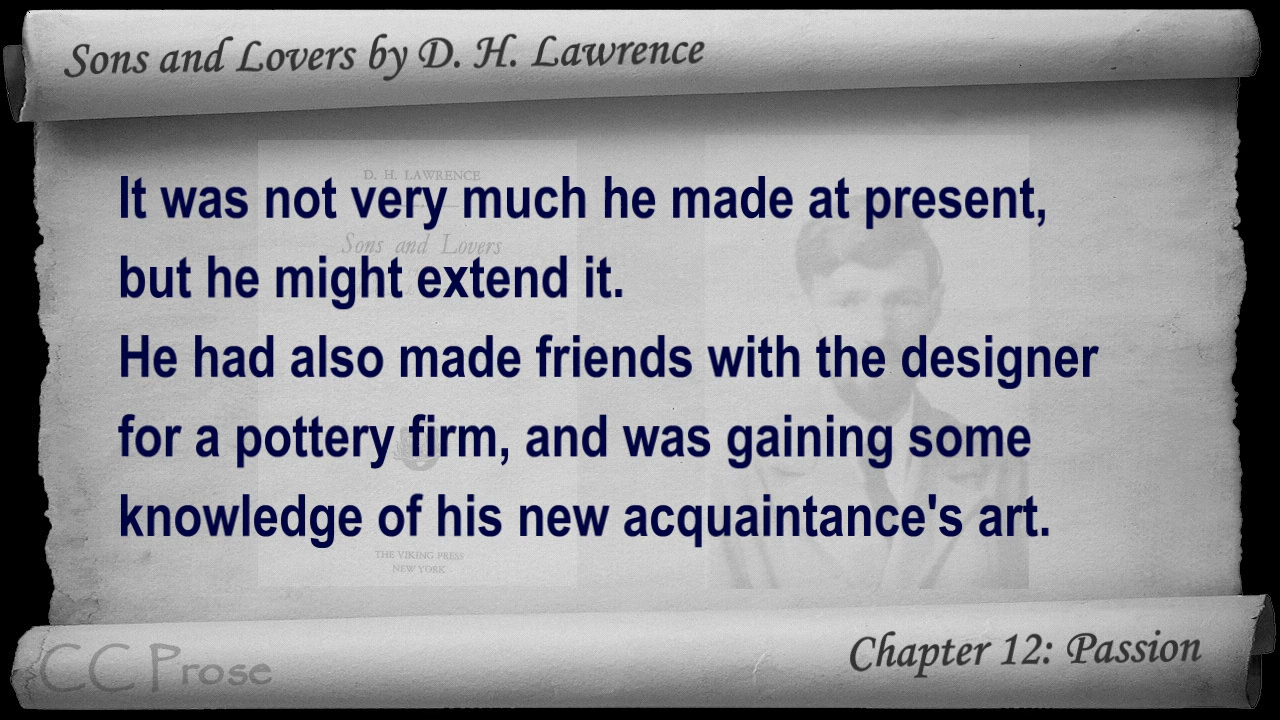 Sons and Lovers by D. H. Lawrence
D. H. LAWRENCE
It was not very much he made at present,
Sons and Lovers
but he might extend it.
He had also made friends with the designer
for a pottery firm, and was gaining some
knowledge of his new acquaintance's art.
THE VIKING PRESS
NEW YORK
CC Prose
Chapter 12: Passion